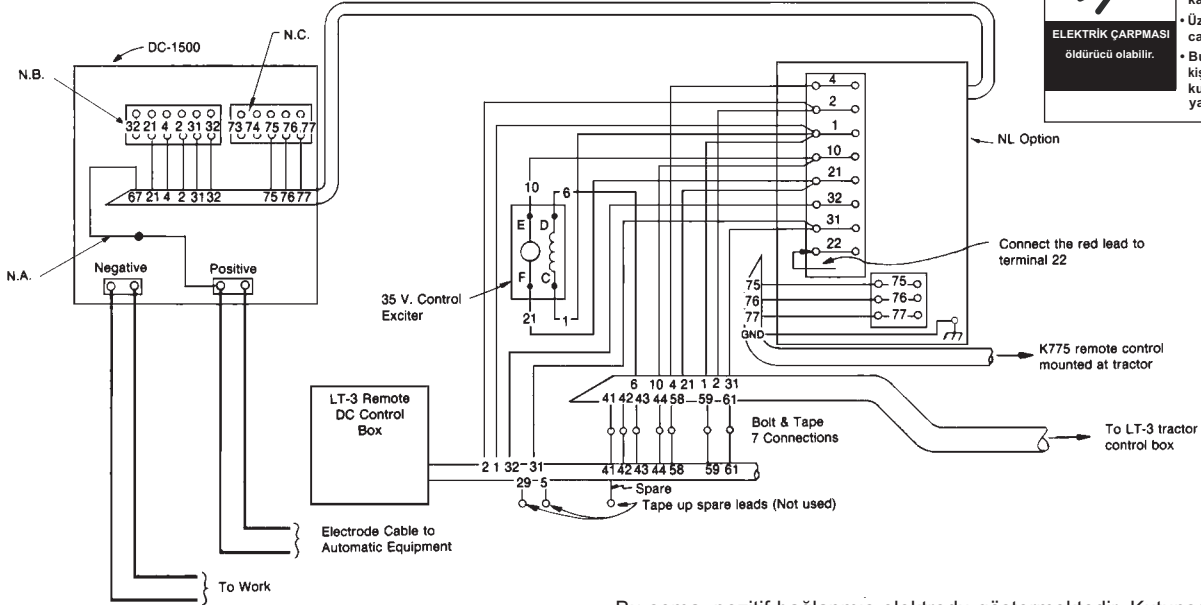 DC-1500
N.C.
N.B.
32 21 4 2 31 32
73 74 75 76 77
67 21 4 2 31 32
75 76 77
N.A.
Negative
Positive
35 V. Control
Exciter
10
6
E
D
F
C
21
1
4
2
1
10
21
32
31
22
NL Option
Connect the red lead to
terminal 22
75
76
77
GND
75
76
77
K775 remote control
mounted at tractor
LT-3 Remote
DC Control
Box
6 10 4 21 1 2 31
41 42 43 44 58 59 61
Bolt & Tape
7 Connections
To LT-3 tractor
control box
2 1 32 31
41 42 43 44 58 59 61
29 5
Spare
Tape up spare leads (Not used)
Electrode Cable to
Automatic Equipment
To Work
ELEKTRİK ÇARPMASI
öldürücü olabilir.